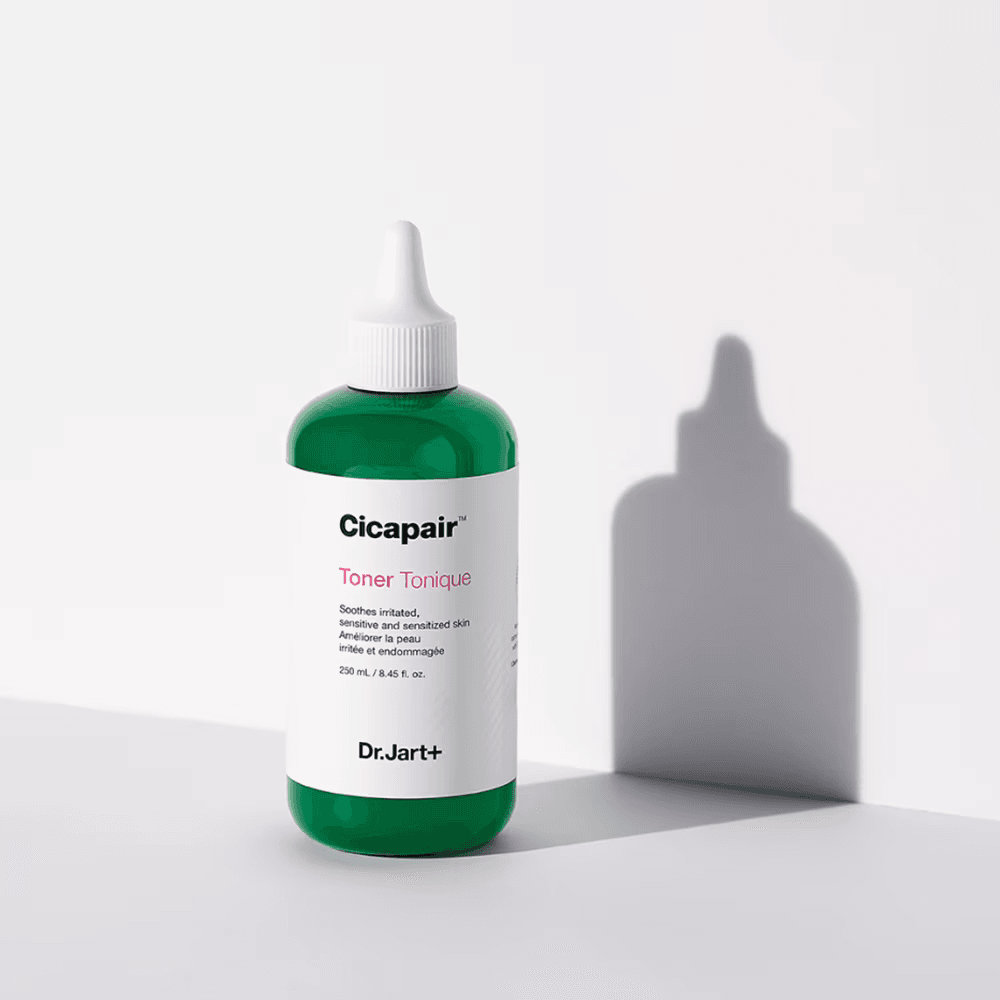 Cicapair™
Toner Tonique
Soothes irritated,
sensitive and sensitized skin
Améliorer la peau
irritée et endommagée
250 mL / 8.45 fl. oz.
Dr.Jart+